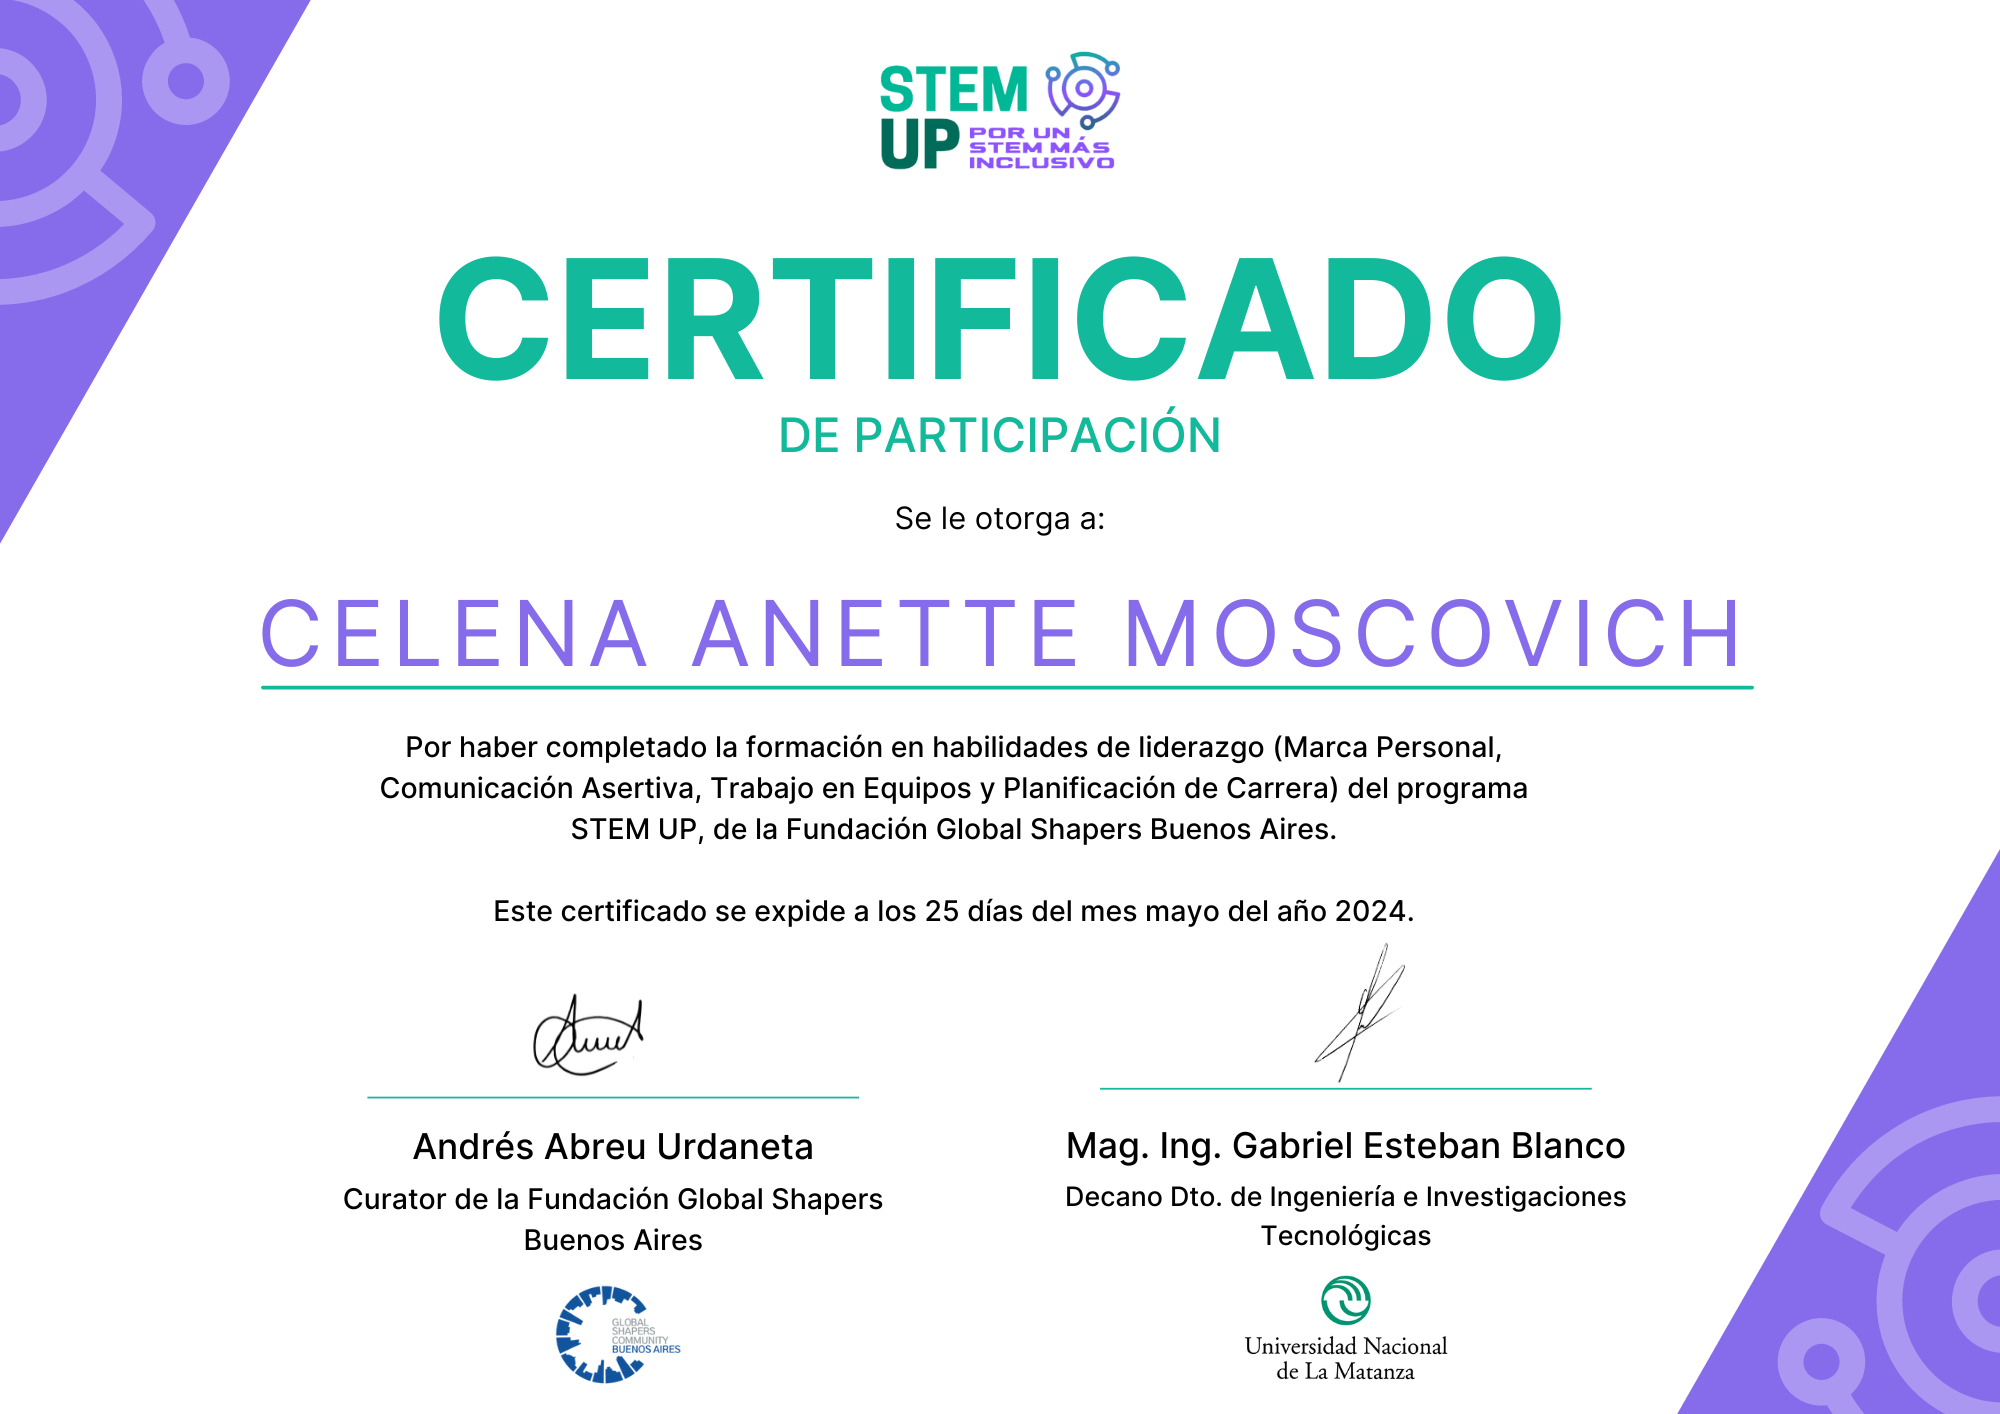 STEM
UP
POR UN
STEM MÁS
INCLUSIVO
CERTIFICADO
DE PARTICIPACIÓN
Se le otorga a:
CELENA ANETTE MOSCOVICH
Por haber completado la formación en habilidades de liderazgo (Marca Personal,
Comunicación Asertiva, Trabajo en Equipos y Planificación de Carrera) del programa
STEM UP, de la Fundación Global Shapers Buenos Aires.
Este certificado se expide a los 25 días del mes mayo del año 2024.
Andrés Abreu Urdaneta
Curator de la Fundación Global Shapers
Buenos Aires
GLOBAL
SHAPERS
COMMUNITY
BUENOS AIRES
Mag. Ing. Gabriel Esteban Blanco
Decano Dto. de Ingeniería e Investigaciones
Tecnológicas
Universidad Nacional
de La Matanza